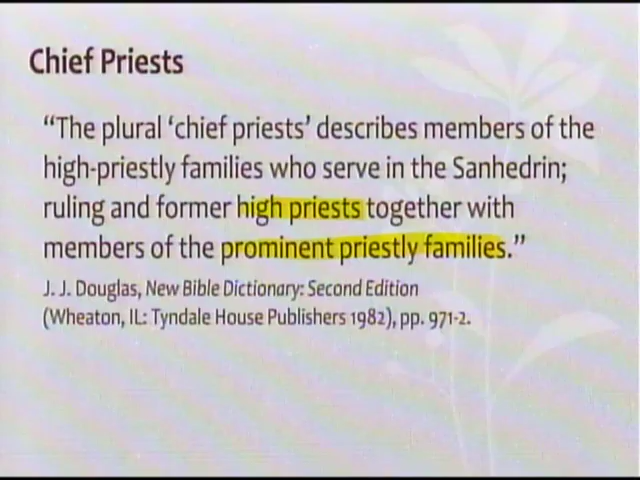 Chief Priests
“The plural ‘chief priests’ describes members of the
high-priestly families who serve in the Sanhedrin;
ruling and former high priests together with
members of the prominent priestly families.”
J. J. Douglas, New Bible Dictionary: Second Edition
(Wheaton, IL: Tyndale House Publishers 1982), pp. 971-2.